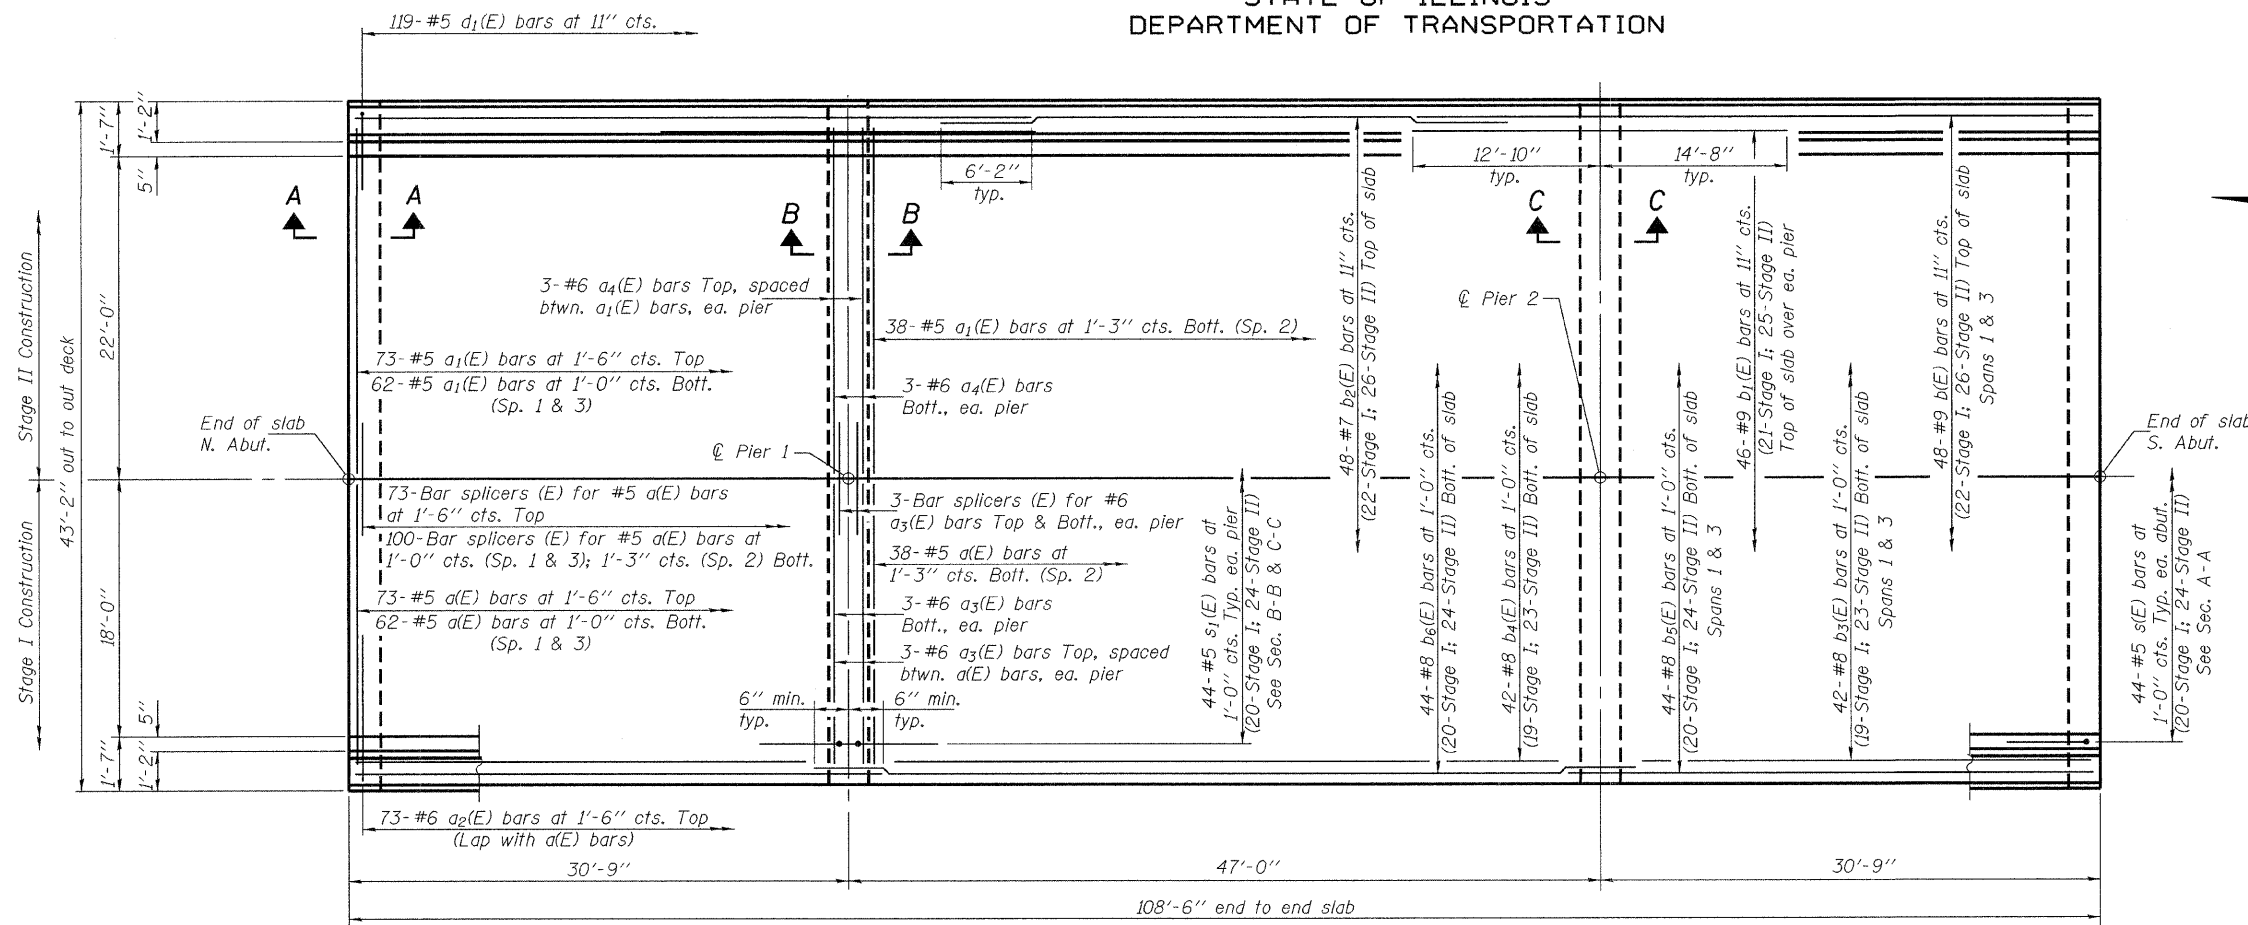 STATE OF ILLINOIS
DEPARTMENT OF TRANSPORTATION
119-#5 d1(E) bars at 11" cts.
1'-7"
1'-2"
5"
22'-0"
43'-2" out to out deck
Stage II Construction
Stage I Construction
18'-0"
5"
1'-7"
1'-2"
A
A
B
B
C
C
6'-2"
typ.
12'-10"
typ.
14'-8"
typ.
3-#6 a4(E) bars Top, spaced
btwn. a1(E) bars, ea. pier
38-#5 a1(E) bars at 1'-3" cts. Bott. (Sp. 2)
73-#5 a1(E) bars at 1'-6" cts. Top
62-#5 a1(E) bars at 1'-0" cts. Bott.
(Sp. 1 & 3)
3-#6 a4(E) bars
Bott., ea. pier
End of slab
N. Abut.
℄ Pier 1
℄ Pier 2
End of slab
S. Abut.
73-Bar splicers (E) for #5 a(E) bars
at 1'-6" cts. Top
100-Bar splicers (E) for #5 a(E) bars at
1'-0" cts. (Sp. 1 & 3); 1'-3" cts. (Sp. 2) Bott.
3-Bar splicers (E) for #6
a3(E) bars Top & Bott., ea. pier
38-#5 a(E) bars at
1'-3" cts. Bott. (Sp. 2)
73-#5 a(E) bars at 1'-6" cts. Top
62-#5 a(E) bars at 1'-0" cts. Bott.
(Sp. 1 & 3)
3-#6 a3(E) bars
Bott., ea. pier
3-#6 a3(E) bars Top, spaced
btwn. a(E) bars, ea. pier
6" min.
typ.
6" min.
typ.
44-#5 s1(E) bars at
1'-0" cts. Typ. ea. pier
(20-Stage I; 24-Stage II)
See Sec. B-B & C-C
48-#7 b2(E) bars at 11" cts.
(22-Stage I; 26-Stage II) Top of slab
44-#8 b6(E) bars at 1'-0" cts.
(20-Stage I; 24-Stage II) Bott. of slab
42-#8 b4(E) bars at 1'-0" cts.
(19-Stage I; 23-Stage II) Bott. of slab
44-#8 b5(E) bars at 1'-0" cts.
(20-Stage I; 24-Stage II) Bott. of slab
Spans 1 & 3
46-#9 b1(E) bars at 11" cts.
(21-Stage I; 25-Stage II)
Top of slab over ea. pier
42-#8 b3(E) bars at 1'-0" cts.
(19-Stage I; 23-Stage II) Bott. of slab
Spans 1 & 3
48-#9 b(E) bars at 11" cts.
(22-Stage I; 26-Stage II) Top of slab
Spans 1 & 3
44-#5 s(E) bars at
1'-0" cts. Typ. ea. abut.
(20-Stage I; 24-Stage II)
See Sec. A-A
73-#6 a2(E) bars at 1'-6" cts. Top
(Lap with a(E) bars)
30'-9"
47'-0"
30'-9"
108'-6" end to end slab